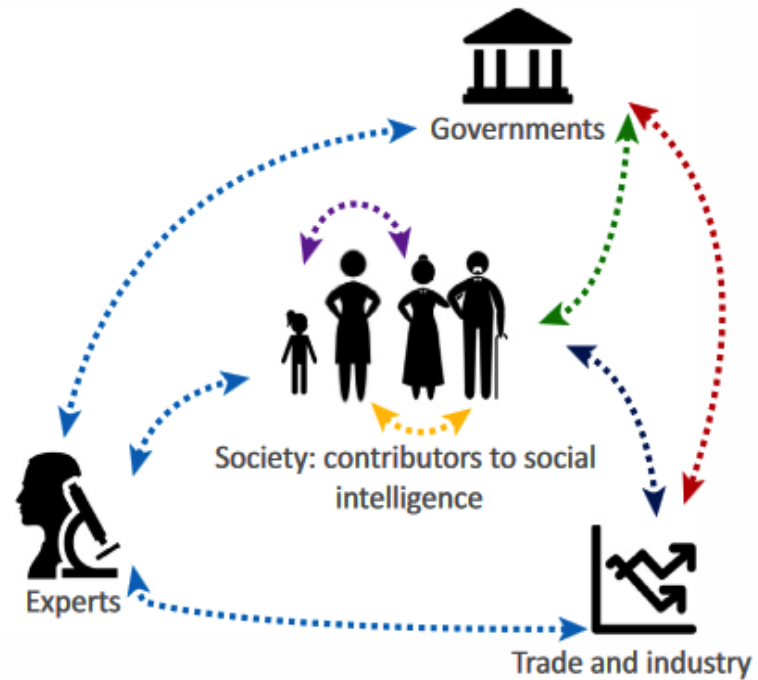 Governments
Society: contributors to social
intelligence
Experts
Trade and industry